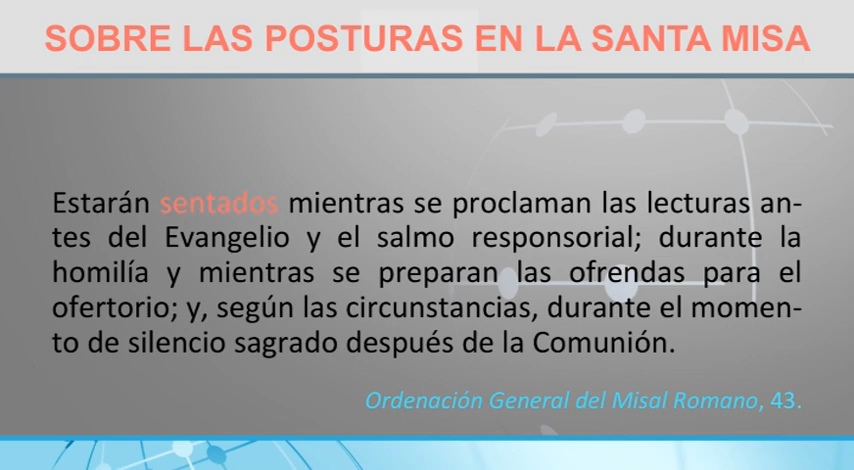 SOBRE LAS POSTURAS EN LA SANTA MISA
Estarán sentados mientras se proclaman las lecturas an-
tes del Evangelio y el salmo responsorial; durante la
homilía y mientras se preparan las ofrendas para el
ofertorio; y, según las circunstancias, durante el momen-
to de silencio sagrado después de la Comunión.
Ordenación General del Misal Romano, 43.